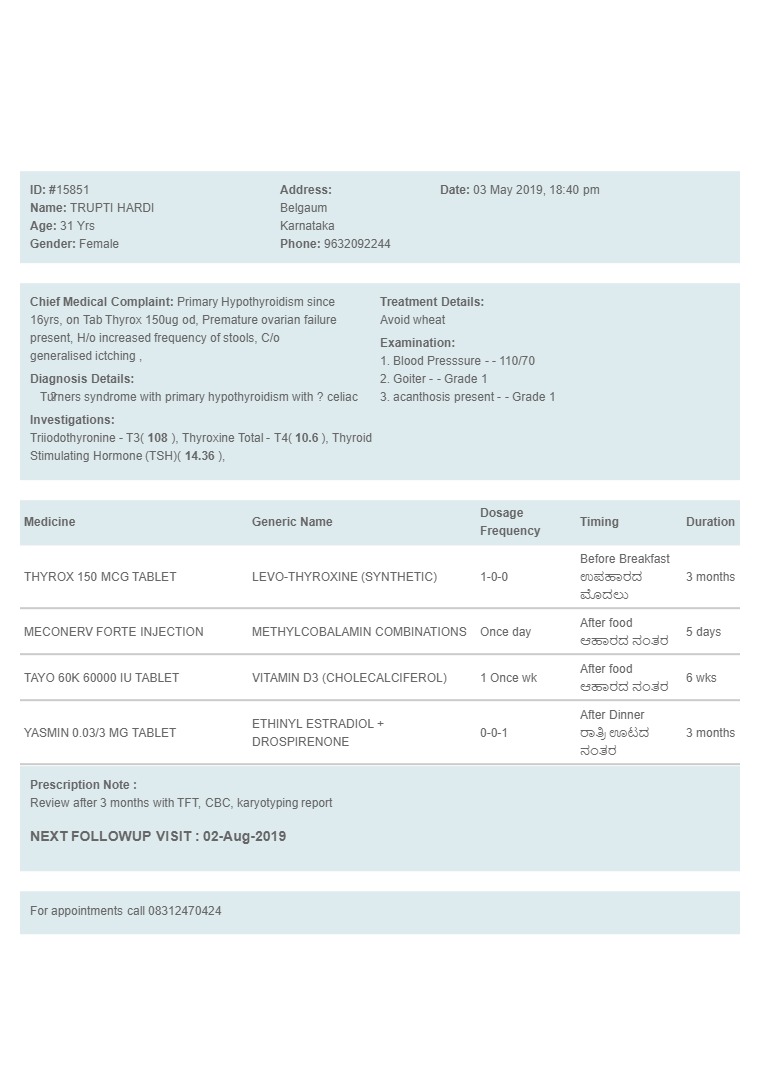 ID: #15851
Name: TRUPTI HARDI
Age: 31 Yrs
Gender: Female
Address:
Belgaum
Karnataka
Phone: 9632092244
Date: 03 May 2019, 18:40 pm
Chief Medical Complaint: Primary Hypothyroidism since
16yrs, on Tab Thyrox 150ug od, Premature ovarian failure
present, H/o increased frequency of stools, C/o
generalised ictching ,
Diagnosis Details:
syndrome with primary hypothyroidism with ? celiac
Investigations:
Triiodothyronine - T3( 108 ), Thyroxine Total - T4( 10.6 ), Thyroid
Stimulating Hormone (TSH)( 14.36 ),
Treatment Details:
Avoid wheat
Examination:
1. Blood Presssure - - 110/70
2. Goiter - - Grade 1
3. acanthosis present - - Grade 1
Medicine Generic Name Dosage Frequency Timing Duration
THYROX 150 MCG TABLET LEVO-THYROXINE (SYNTHETIC) 1-0-0 Before Breakfast 3 months
ಉಪಹಾರದ
ಮೊದಲು
MECONERV FORTE INJECTION METHYLCOBALAMIN COMBINATIONS Once day After food 5 days
ಆಹಾರದ ನಂತರ
TAYO 60K 60000 IU TABLET VITAMIN D3 (CHOLECALCIFEROL) 1 Once wk After food 6 wks
ಆಹಾರದ ನಂತರ
YASMIN 0.03/3 MG TABLET ETHINYL ESTRADIOL + DROSPIRENONE 0-0-1 After Dinner 3 months
ರಾತ್ರಿ ಊಟದ
ನಂತರ
Prescription Note :
Review after 3 months with TFT, CBC, karyotyping report
NEXT FOLLOWUP VISIT : 02-Aug-2019
For appointments call 08312470424